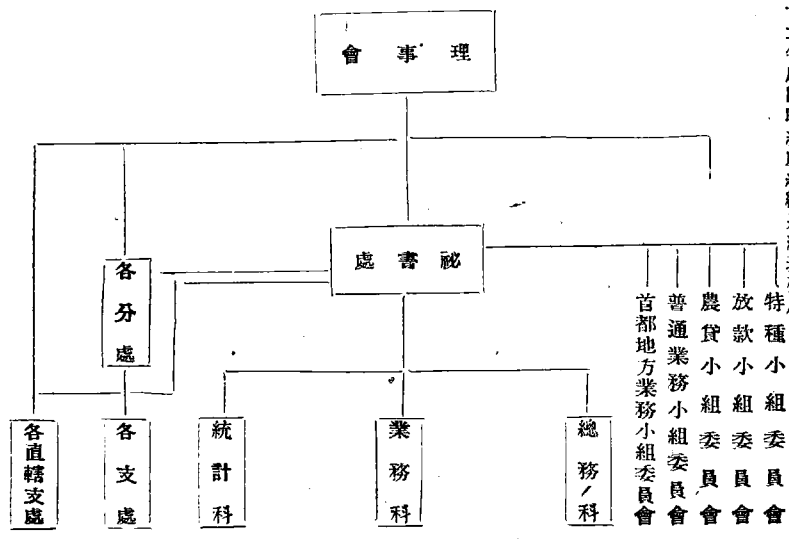 理事會
祕書處
特種小組委員會
放款小組委員會
農貸小組委員會
普通業務小組委員會
首都地方業務小組委員會
各分處
總務科
業務科
統計科
各支處
各直轄支處